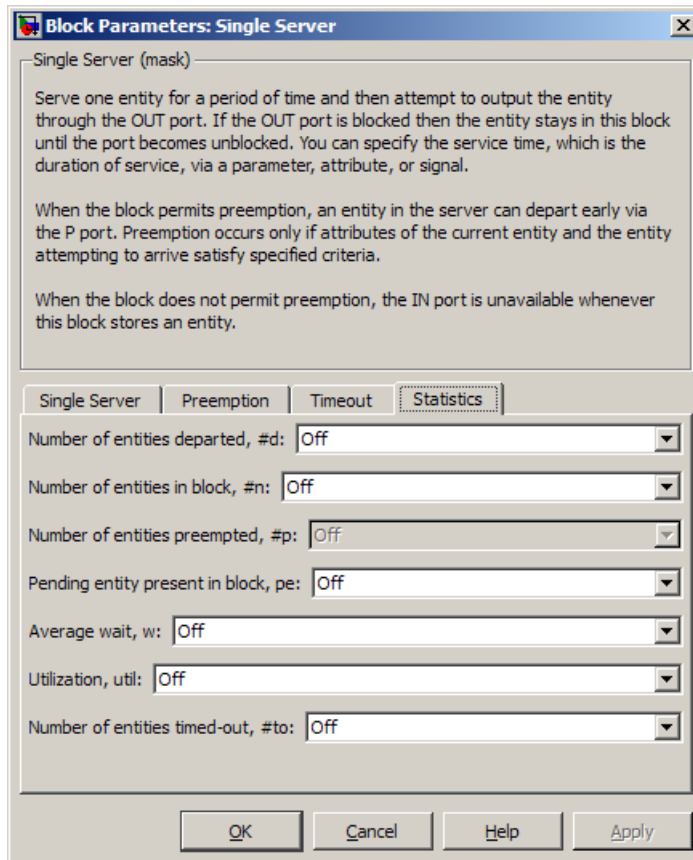 Block Parameters: Single Server
Single Server (mask)
Serve one entity for a period of time and then attempt to output the entity
through the OUT port. If the OUT port is blocked then the entity stays in this block
until the port becomes unblocked. You can specify the service time, which is the
duration of service, via a parameter, attribute, or signal.
When the block permits preemption, an entity in the server can depart early via
the P port. Preemption occurs only if attributes of the current entity and the entity
attempting to arrive satisfy specified criteria.
When the block does not permit preemption, the IN port is unavailable whenever
this block stores an entity.
Single Server Preemption Timeout Statistics
Number of entities departed, #d: Off
Number of entities in block, #n: Off
Number of entities preempted, #p: Off
Pending entity present in block, pe: Off
Average wait, w: Off
Utilization, util: Off
Number of entities timed-out, #to: Off
OK Cancel Help Apply